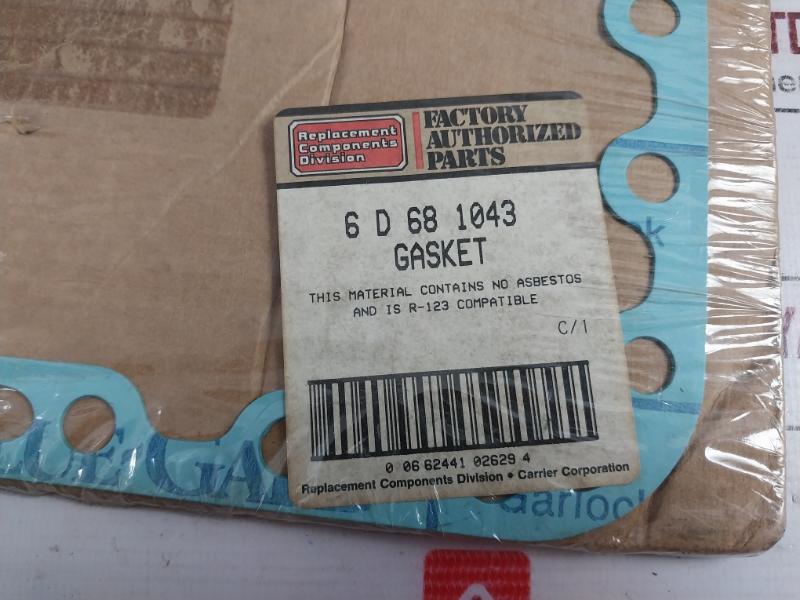 Replacement
Components
Division
FACTORY
AUTHORIZED
PARTS
6 D 68 1043
GASKET
THIS MATERIAL CONTAINS NO ASBESTOS
AND IS R-123 COMPATIBLE
C/1
0 06 62441 02629 4
Replacement Components Division • Carrier Corporation
Garlock